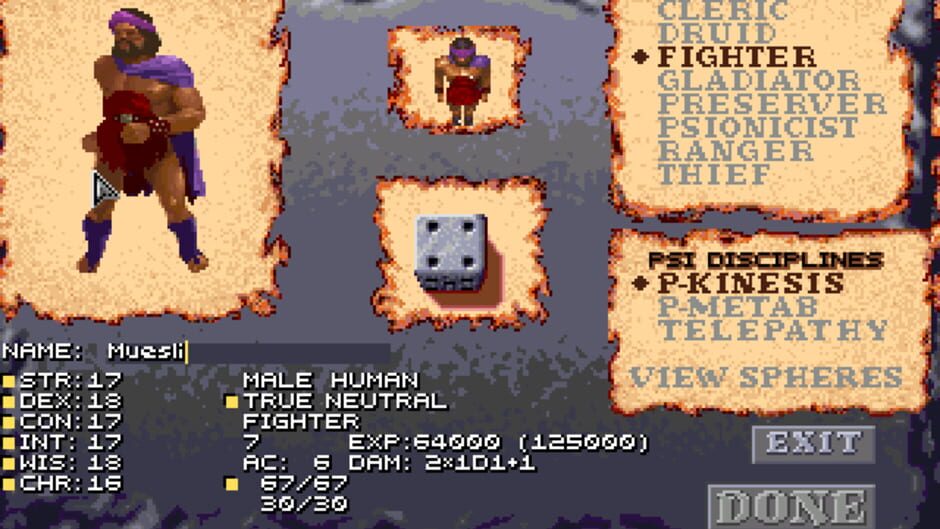 CLERIC
DRUID
FIGHTER
GLADIATOR
PRESERVER
PSIONICIST
RANGER
THIEF
PSI DISCIPLINES
P-KINESIS
P-METAB
TELEPATHY
VIEW SPHERES
NAME: Muesli
STR:17
DEX:18
CON:17
INT:17
WIS:18
CHR:16
MALE HUMAN
TRUE NEUTRAL
FIGHTER
7 EXP:64000 (125000)
AC: 6 DAM: 2×1D1+1
67/67
30/30
EXIT
DONE